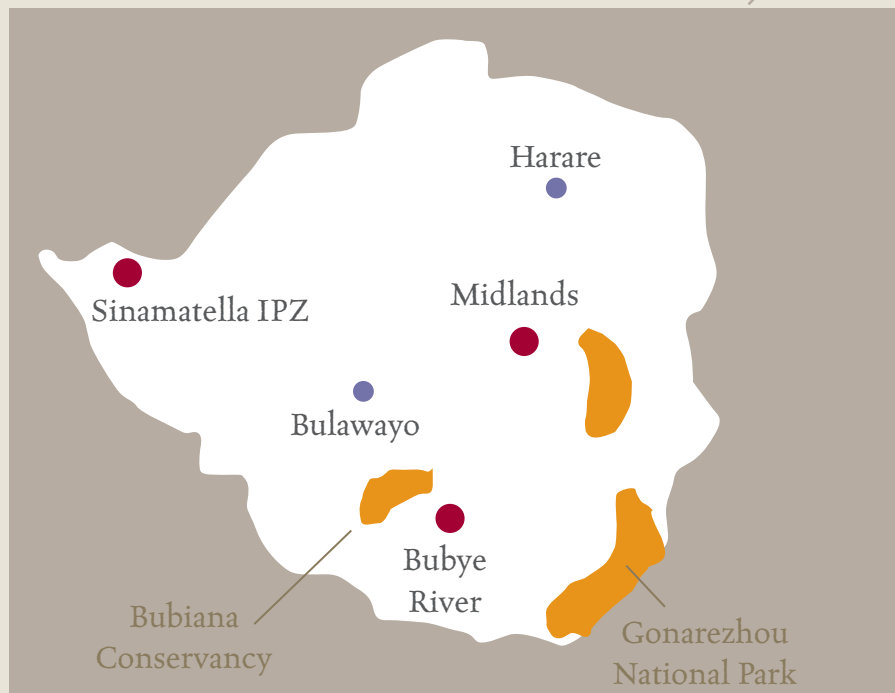 Harare
Midlands
Sinamatella IPZ
Bulawayo
Bubye
River
Bubiana
Conservancy
Gonarezhou
National Park